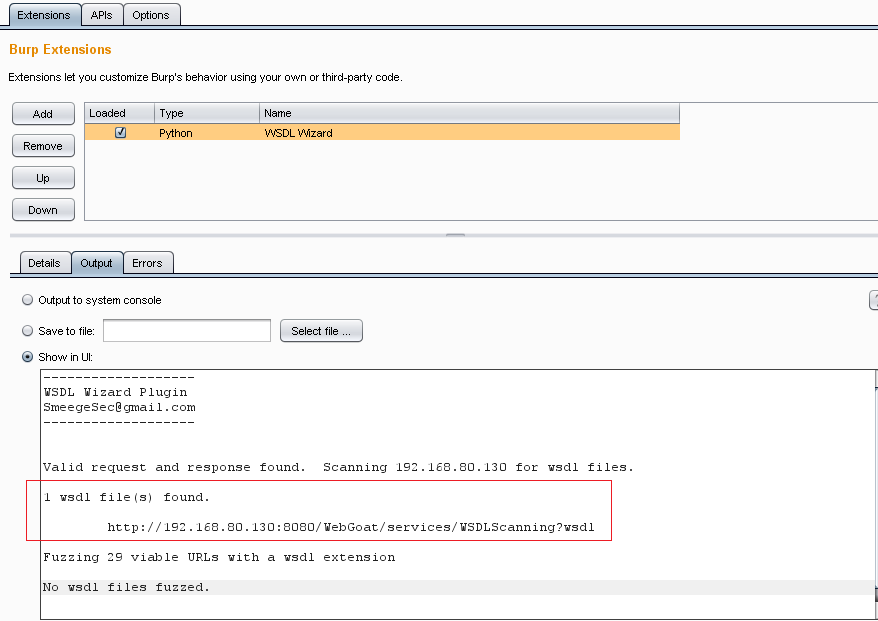 Extensions APIs Options
Burp Extensions
Extensions let you customize Burp's behavior using your own or third-party code.
Add
Remove
Up
Down
Loaded Type Name
Python WSDL Wizard
Details Output Errors
Output to system console
Save to file: Select file ...
Show in UI:
-------------------
WSDL Wizard Plugin
SmeegeSec@gmail.com
-------------------
Valid request and response found.  Scanning 192.168.80.130 for wsdl files.
1 wsdl file(s) found.
http://192.168.80.130:8080/WebGoat/services/WSDLScanning?wsdl
Fuzzing 29 viable URLs with a wsdl extension
No wsdl files fuzzed.